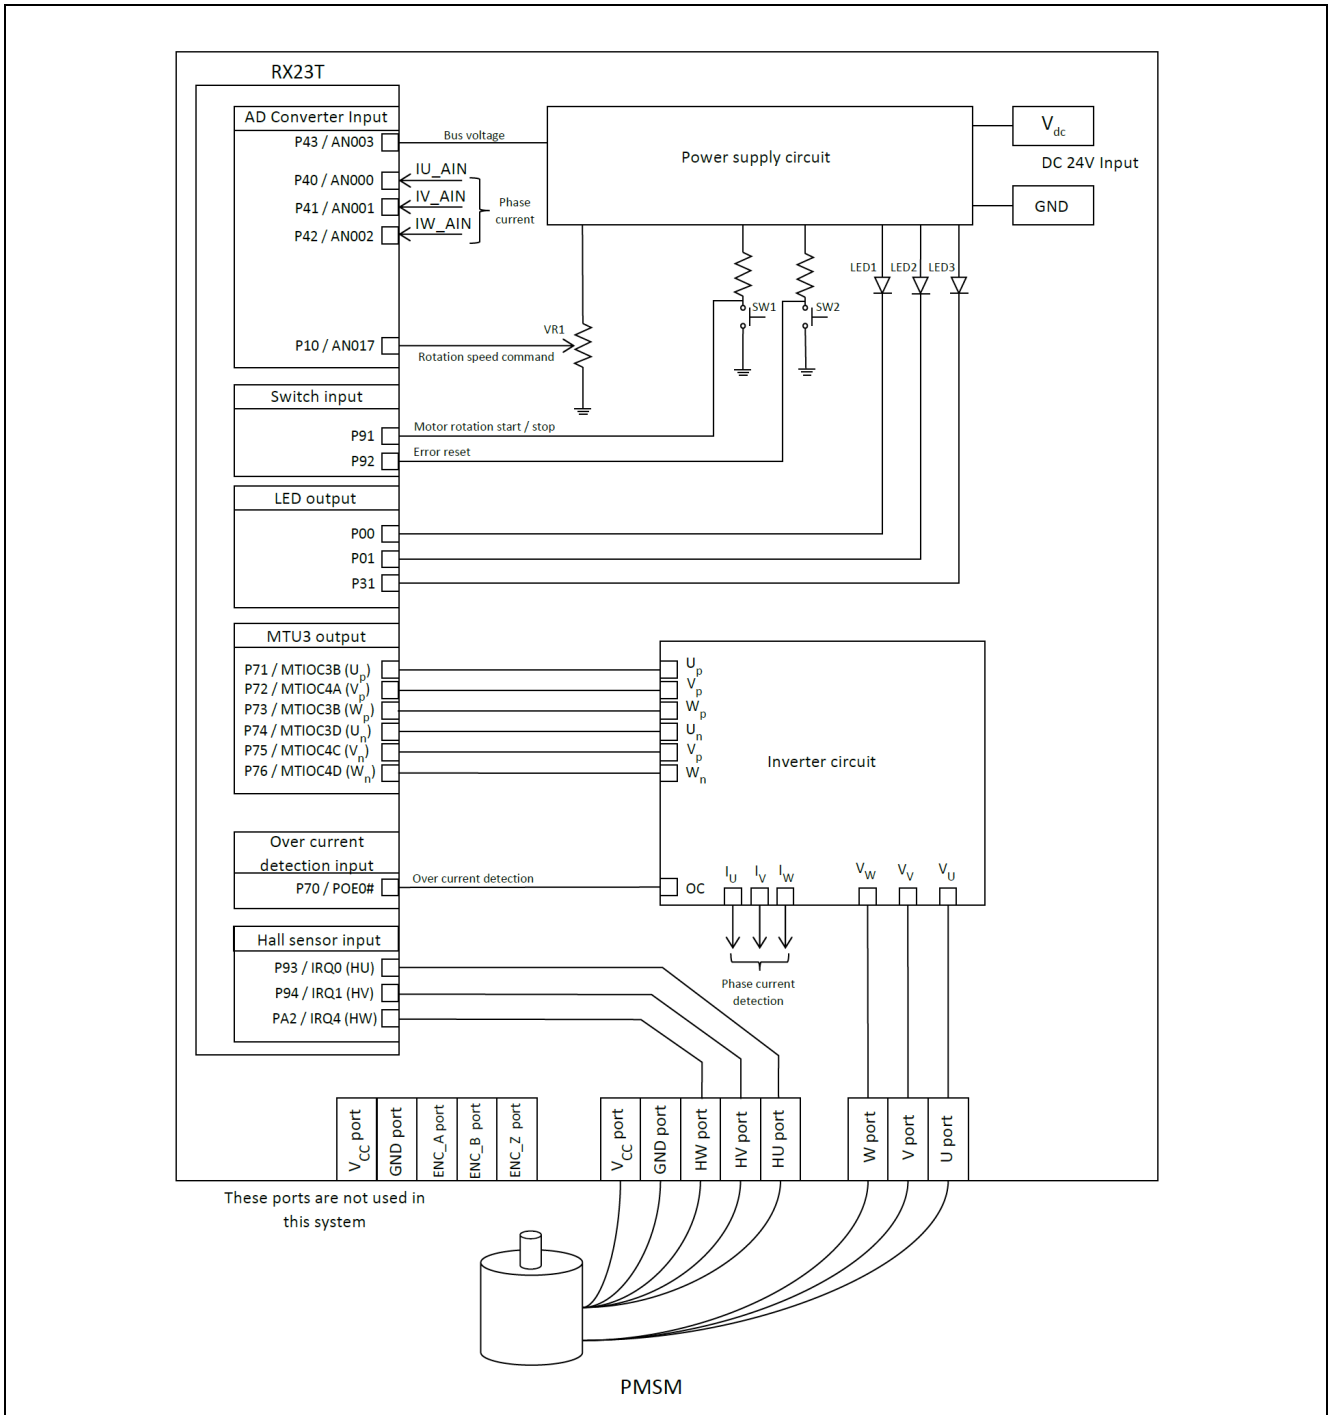 RX23T
AD Converter Input
P43 / AN003
Bus voltage
P40 / AN000
IU_AIN
P41 / AN001
IV_AIN
P42 / AN002
IW_AIN
Phase
current
Power supply circuit
Vdc
DC 24V Input
GND
LED1
LED2
LED3
SW1
SW2
VR1
P10 / AN017
Rotation speed command
Switch input
P91
Motor rotation start / stop
P92
Error reset
LED output
P00
P01
P31
MTU3 output
P71 / MTIOC3B (Up)
P72 / MTIOC4A (Vp)
P73 / MTIOC3B (Wp)
P74 / MTIOC3D (Un)
P75 / MTIOC4C (Vn)
P76 / MTIOC4D (Wn)
Up
Vp
Wp
Un
Vp
Wn
Inverter circuit
Over current
detection input
P70 / POE0#
Over current detection
OC
IU
IV
IW
VW
VV
VU
Phase current
detection
Hall sensor input
P93 / IRQ0 (HU)
P94 / IRQ1 (HV)
PA2 / IRQ4 (HW)
VCC port
GND port
ENC_A port
ENC_B port
ENC_Z port
VCC port
GND port
HW port
HV port
HU port
W port
V port
U port
These ports are not used in
this system
PMSM